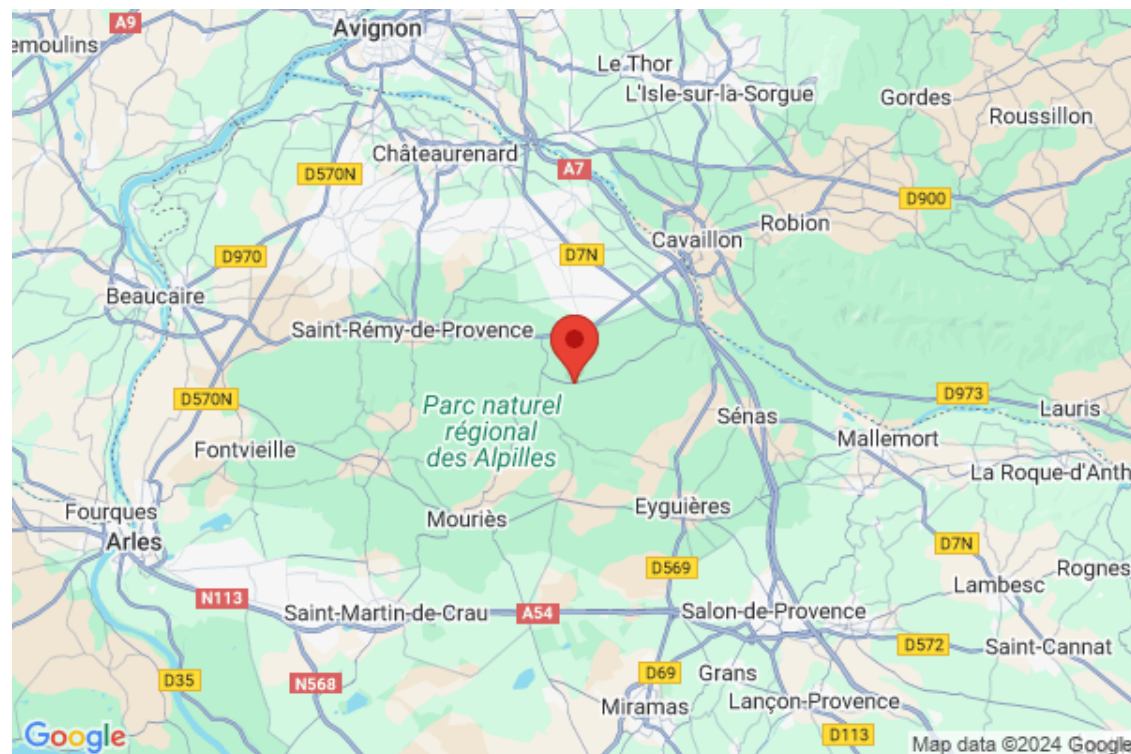 A9
emoulins
Avignon
Le Thor
L'Isle-sur-la-Sorgue
Gordes
Roussillon
Châteaurenard
D570N
A7
D900
Robion
Cavaillon
D970
D7N
Beaucaire
Saint-Rémy-de-Provence
D570N
Parc naturel
régional
des Alpilles
D973
Lauris
Sénas
Mallemort
Fontvieille
La Roque-d'Anth
Eyguières
Mouriès
Fourques
Arles
D7N
D569
Rognes
Lambesc
N113
Saint-Martin-de-Crau
A54
Salon-de-Provence
D572
Saint-Cannat
D35
N568
D69
Grans
Lançon-Provence
Miramas
D113
Google
Map data ©2024 Google